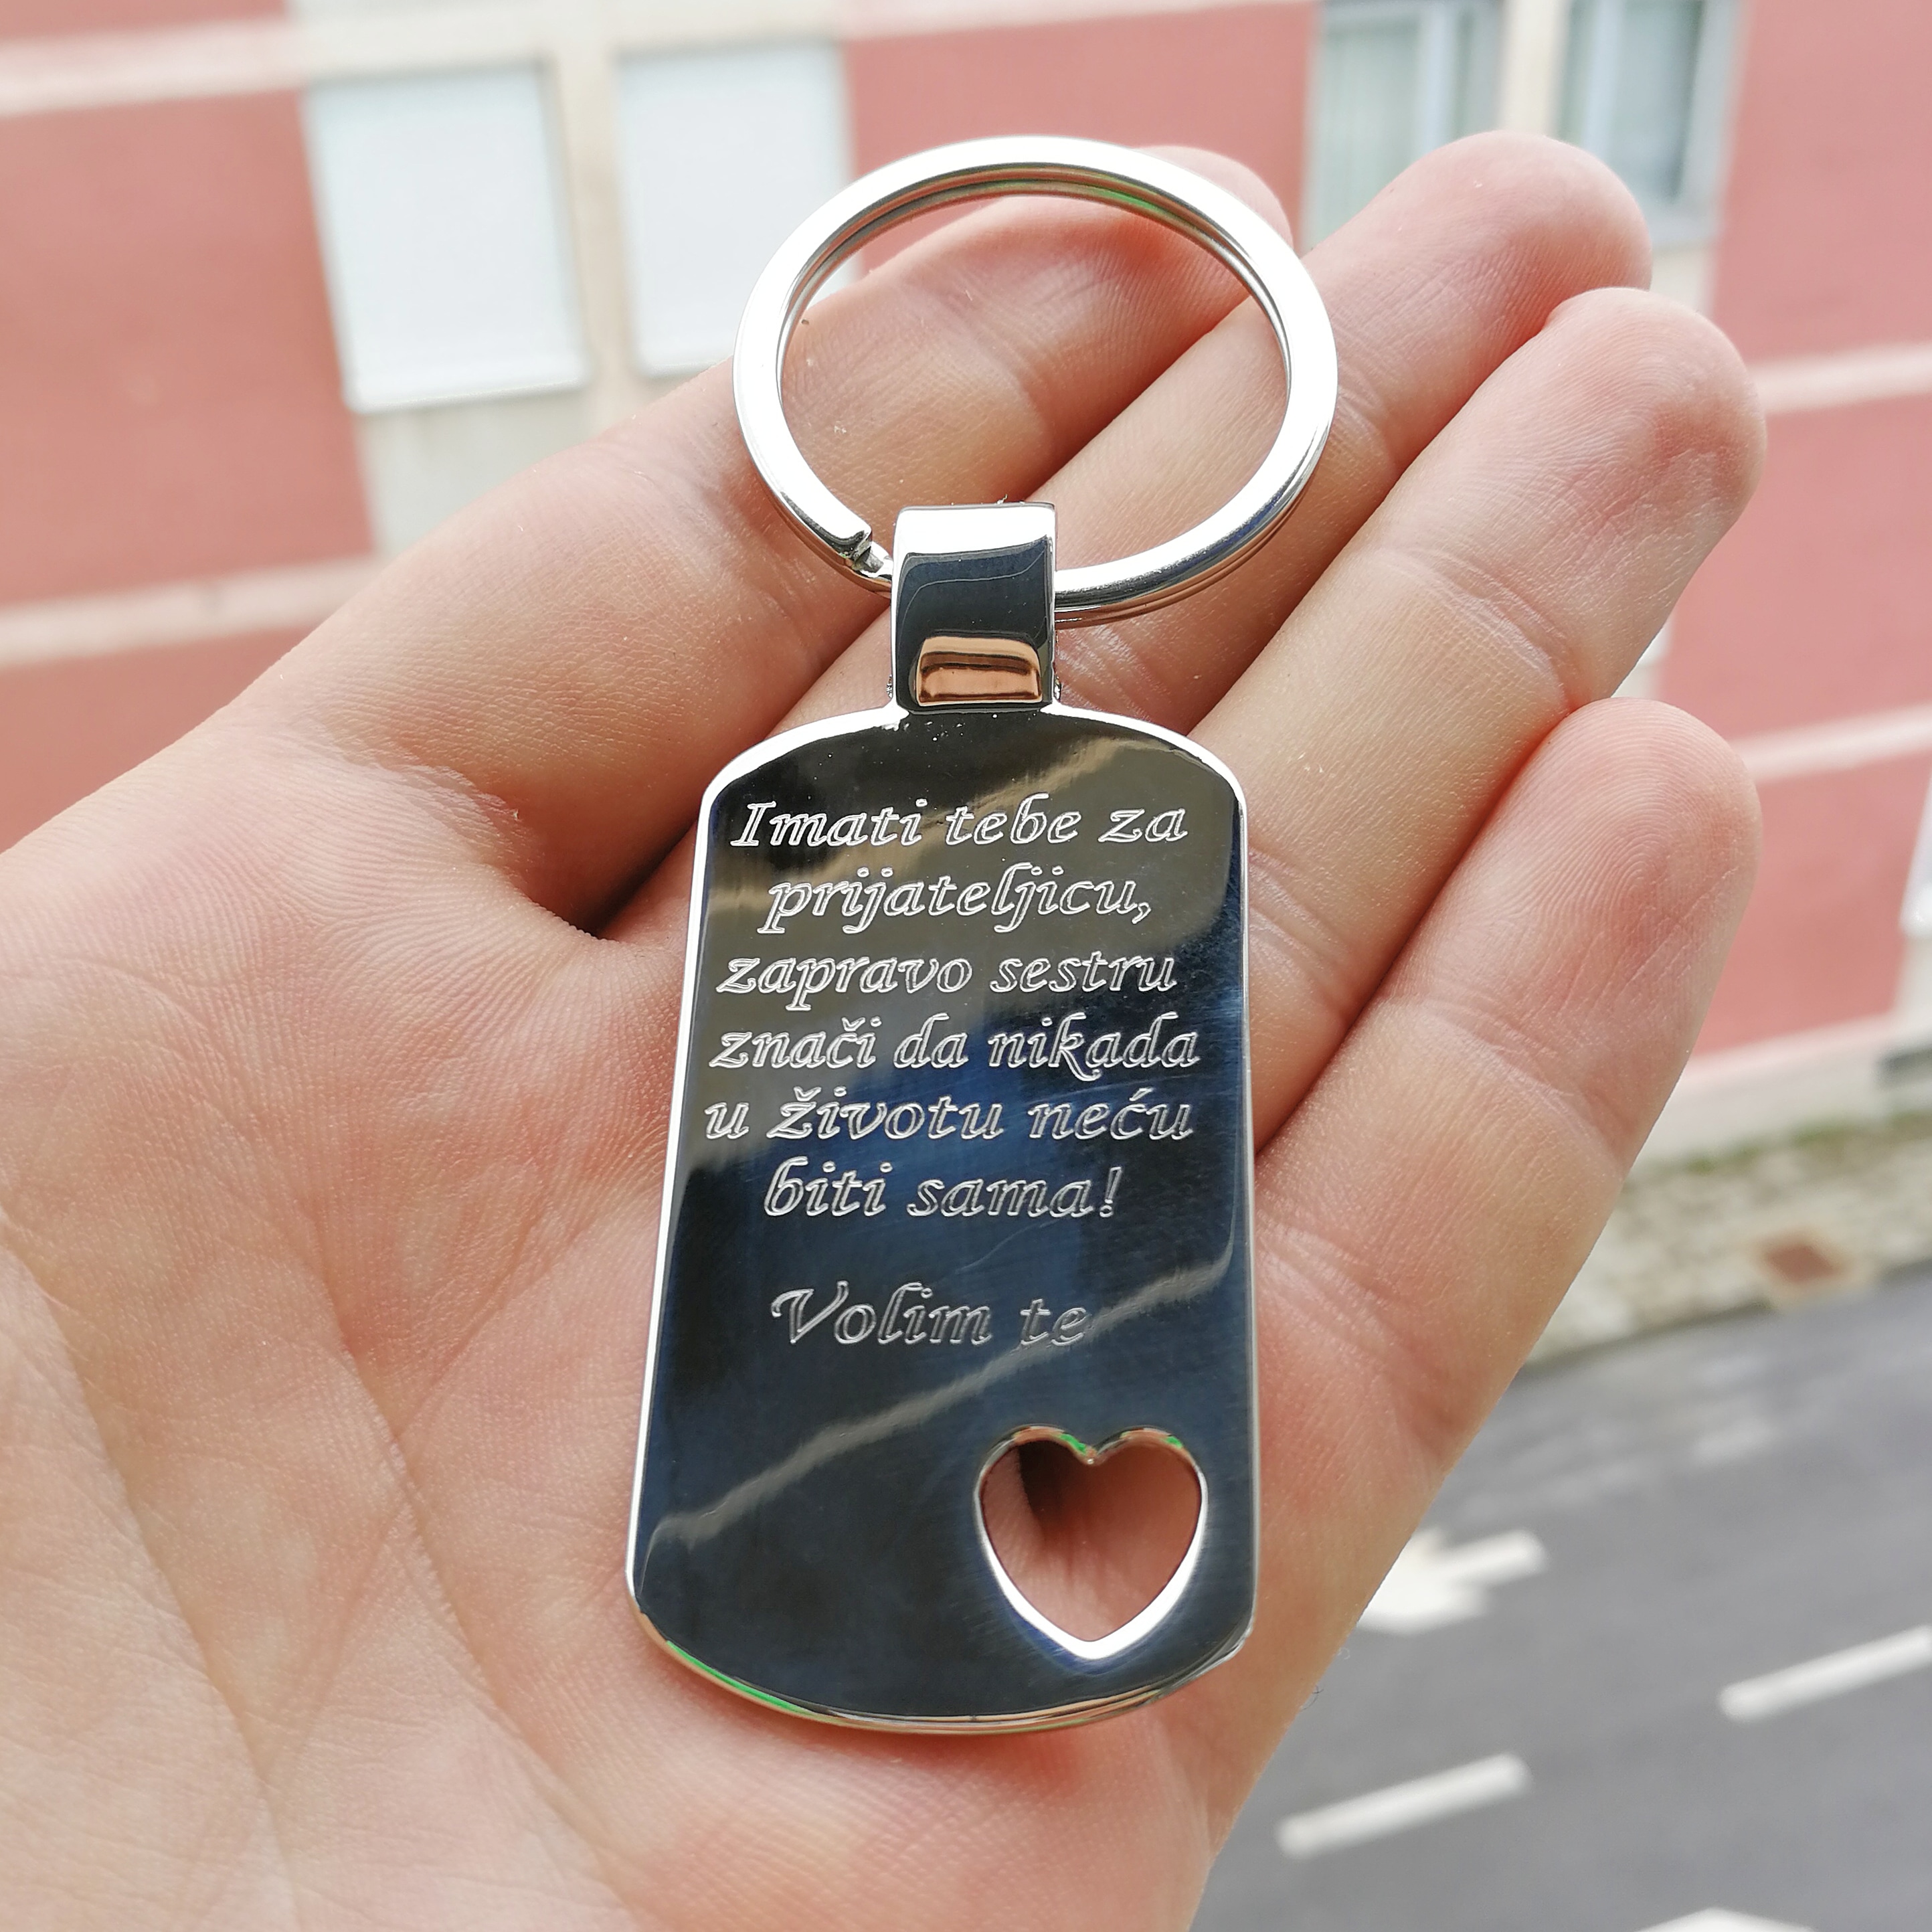 Imati tebe za
prijateljicu,
zapravo sestru
znači da nikada
u životu neću
biti sama!
Volim te